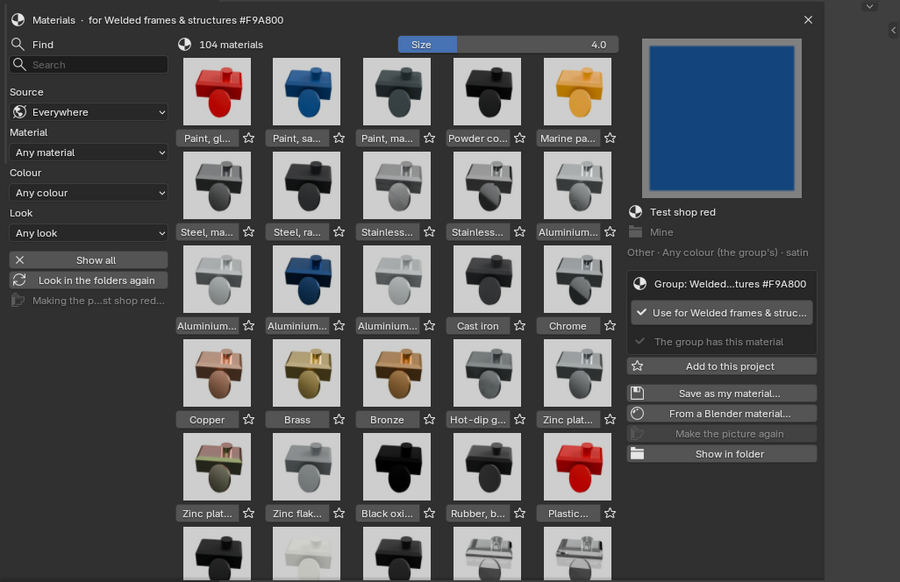 Materials · for Welded frames & structures #F9A800
Find
Search
Source
Everywhere
Material
Any material
Colour
Any colour
Look
Any look
Show all
Look in the folders again
Making the p...st shop red...
104 materials
Size 4.0
Paint, gl... Paint, sa... Paint, ma... Powder co... Marine pa...
Steel, ma... Steel, ra... Stainless... Stainless... Aluminium...
Aluminium... Aluminium... Aluminium... Cast iron Chrome
Copper Brass Bronze Hot-dip g... Zinc plat...
Zinc plat... Zinc flak... Black oxi... Rubber, b... Plastic...
Test shop red
Mine
Other · Any colour (the group's) · satin
Group: Welded...tures #F9A800
Use for Welded frames & struc...
The group has this material
Add to this project
Save as my material...
From a Blender material...
Make the picture again
Show in folder